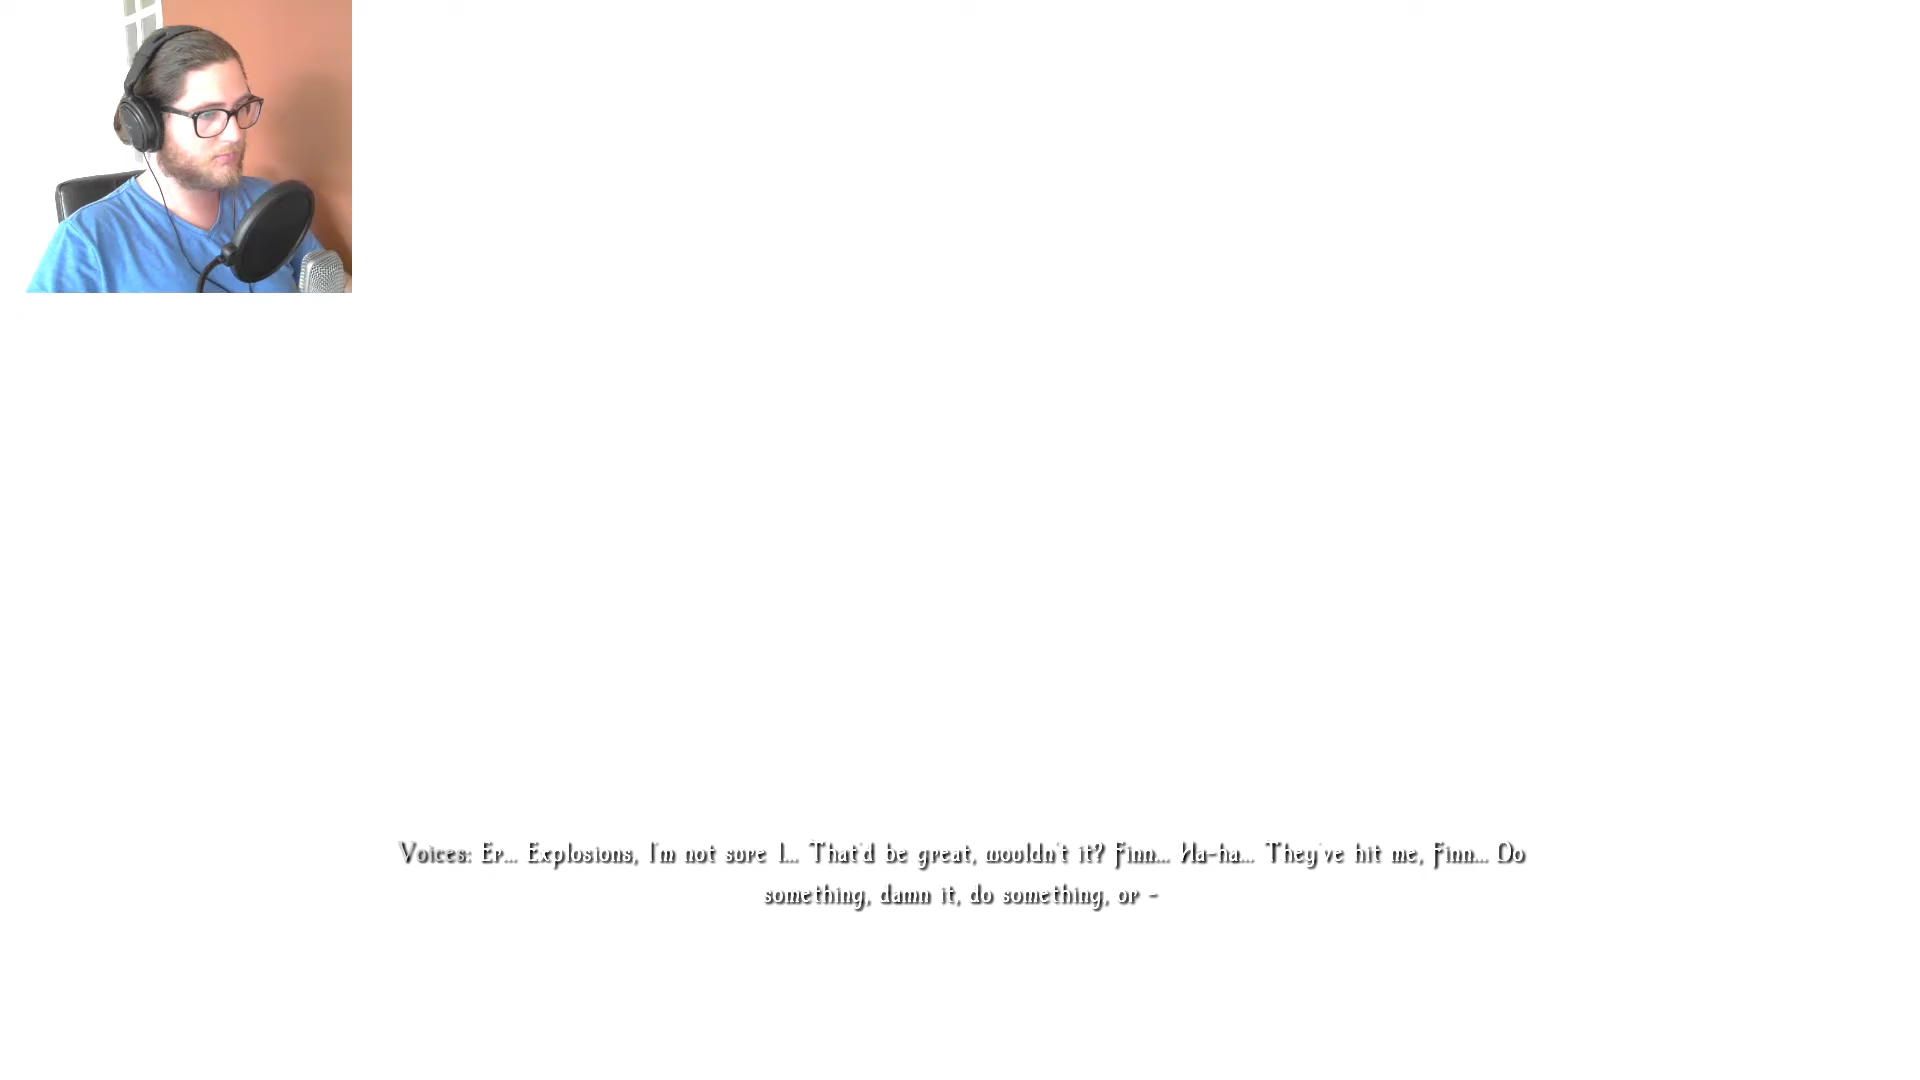 Voices: Er... Explosions, I'm not sure I... That'd be great, wouldn't it? Finn... Ha-ha... They've hit me, Finn... Do
something, damn it, do something, or -